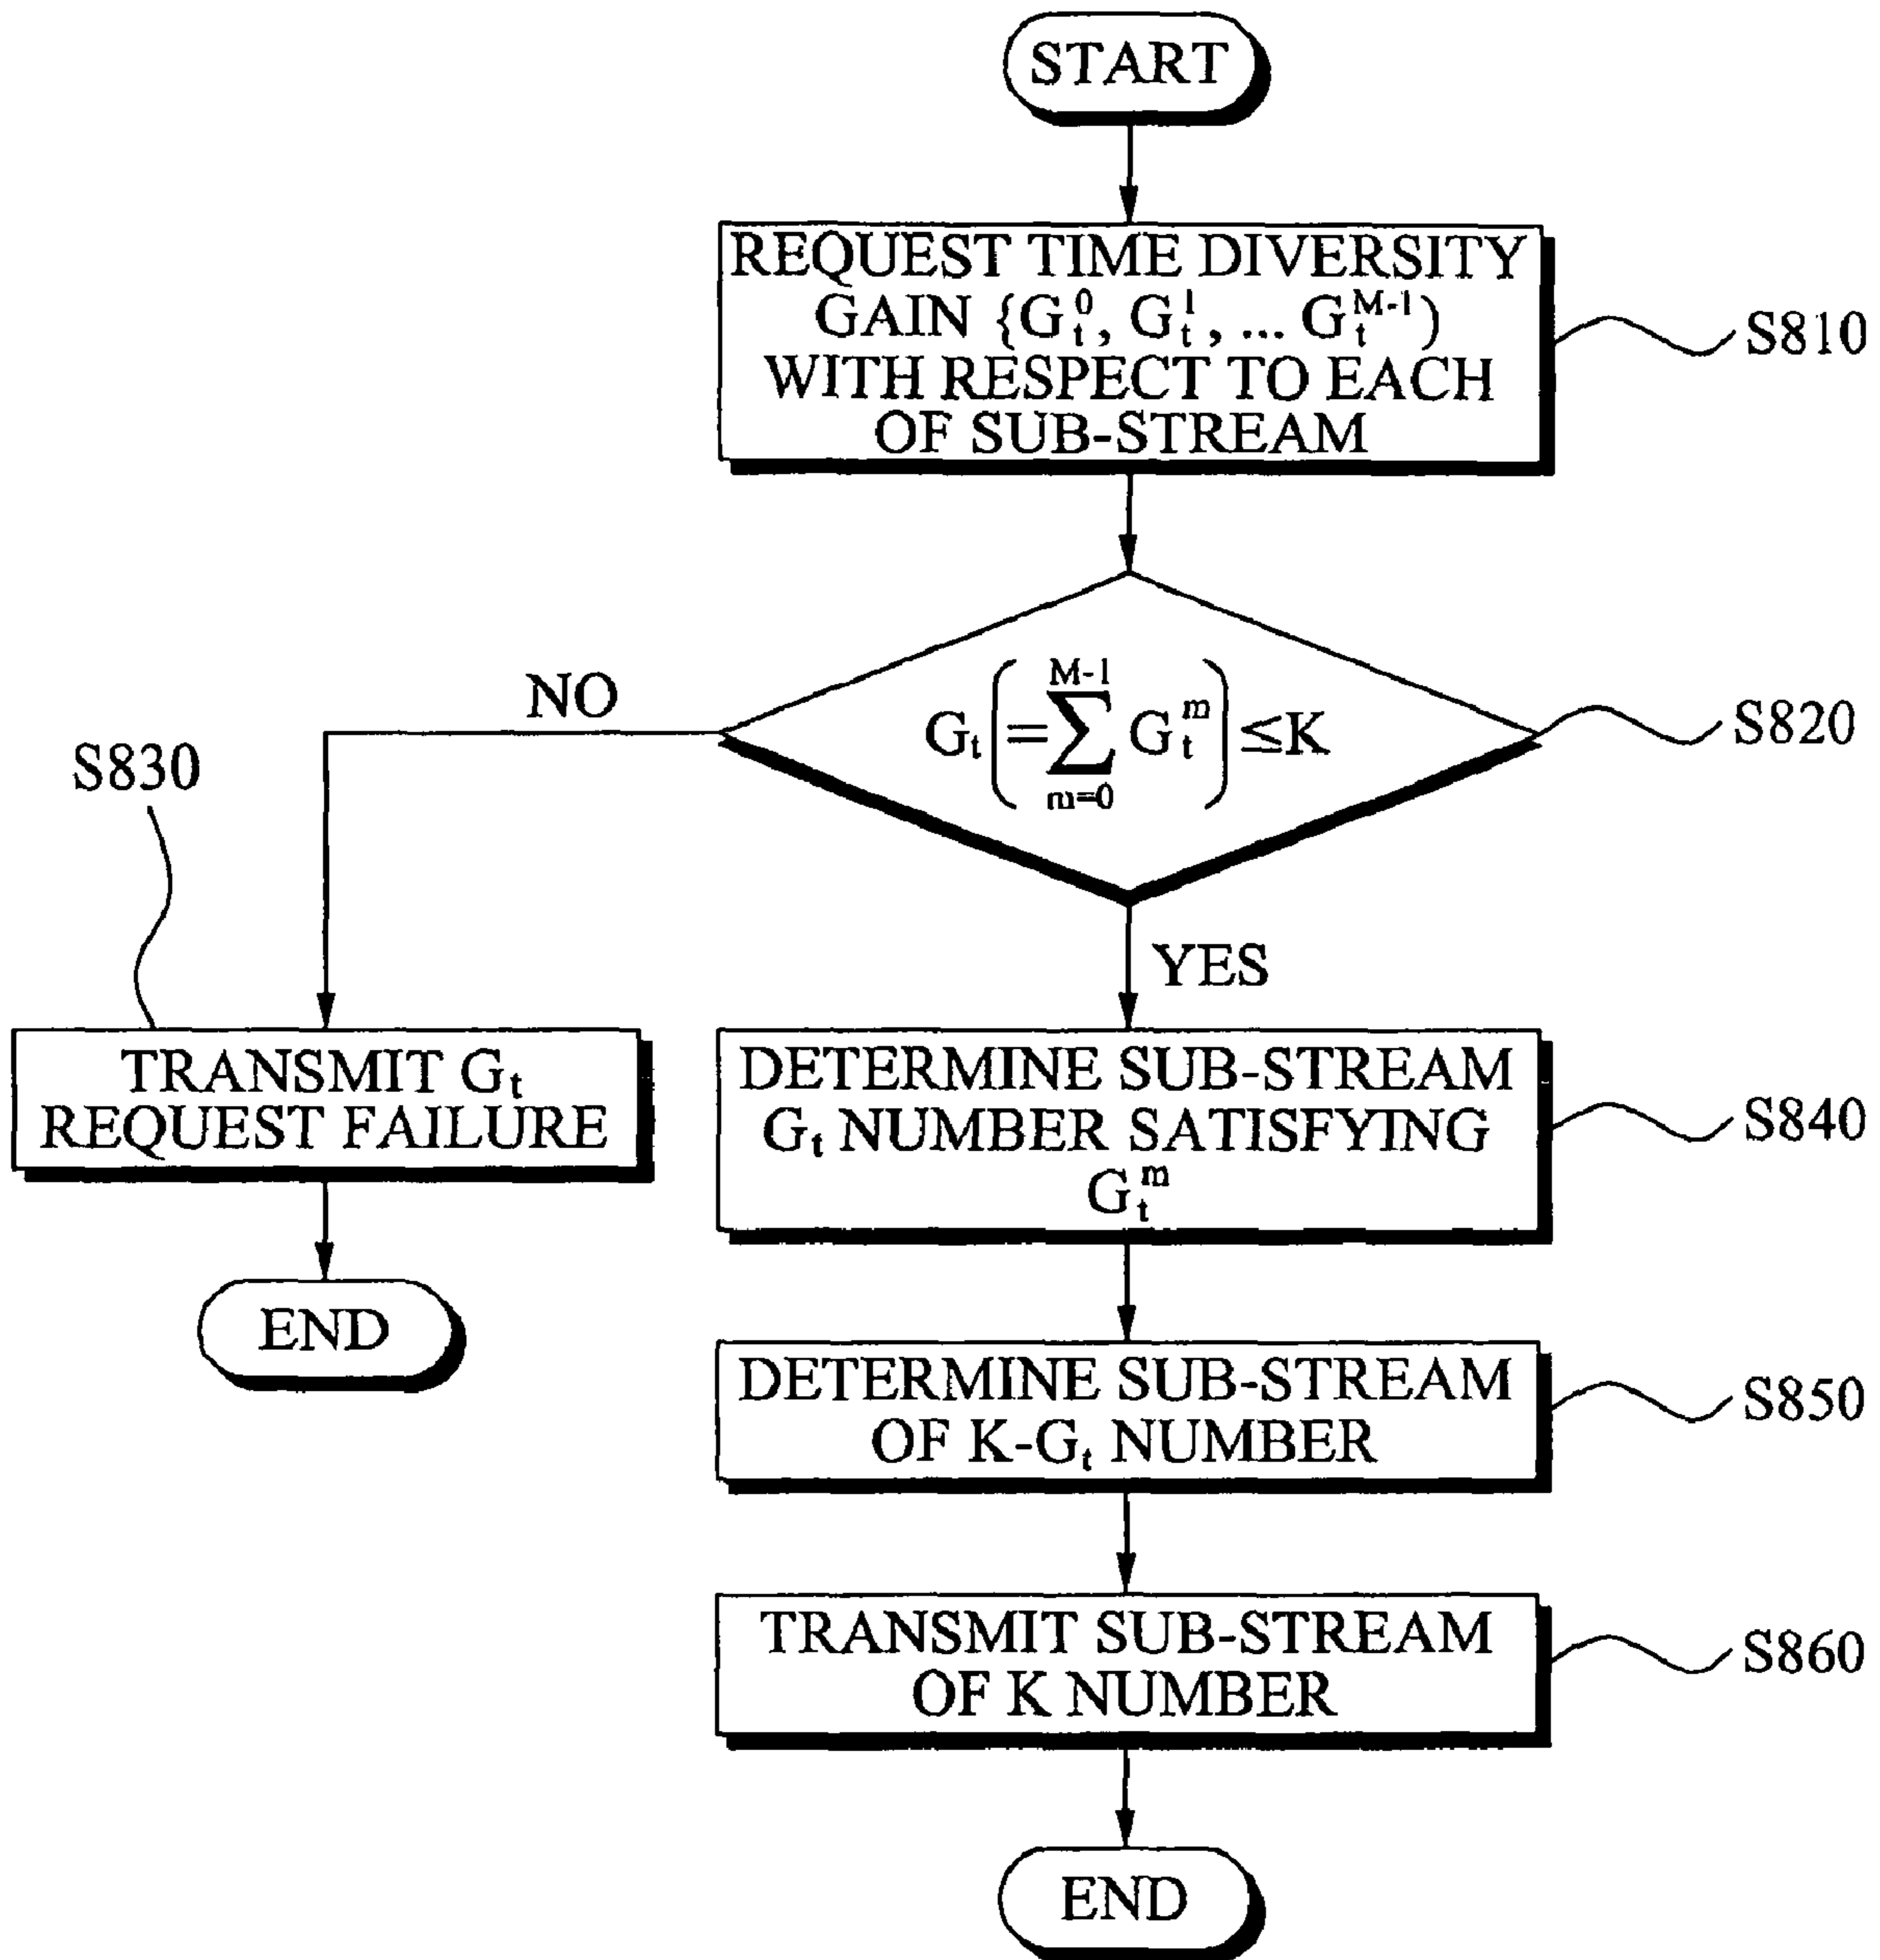 START
REQUEST TIME DIVERSITY
GAIN {G_t^0, G_t^1, ... G_t^{M-1})
WITH RESPECT TO EACH
OF SUB-STREAM
S810
G_t(=∑_{m=0}^{M-1} G_t^m)≤K
S820
NO
S830
YES
TRANSMIT G_t
REQUEST FAILURE
END
DETERMINE SUB-STREAM
G_t NUMBER SATISFYING
G_t^m
S840
DETERMINE SUB-STREAM
OF K-G_t NUMBER
S850
TRANSMIT SUB-STREAM
OF K NUMBER
S860
END